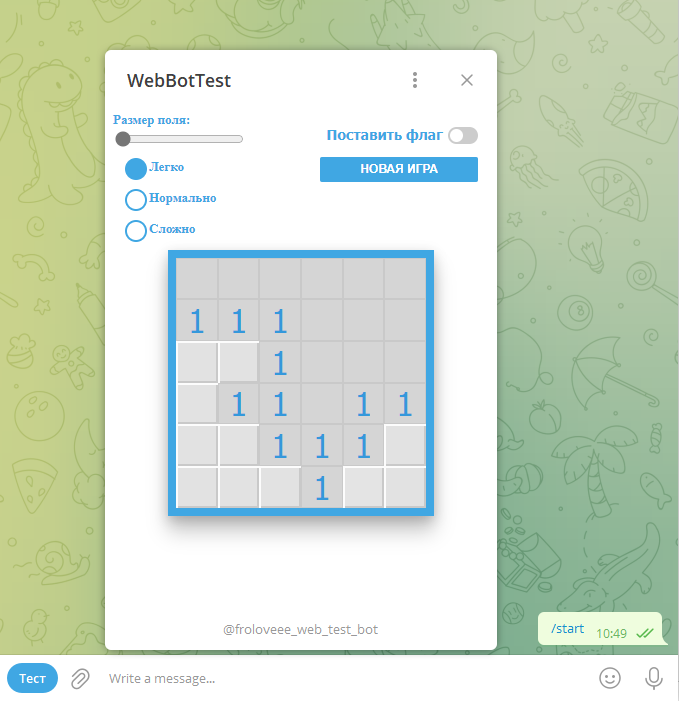 WebBotTest
Размер поля:
Поставить флаг
Легко
НОВАЯ ИГРА
Нормально
Сложно
1 1 1
1
1 1 1 1
1 1 1
1
@froloveee_web_test_bot
/start 10:49
Тест Write a message...